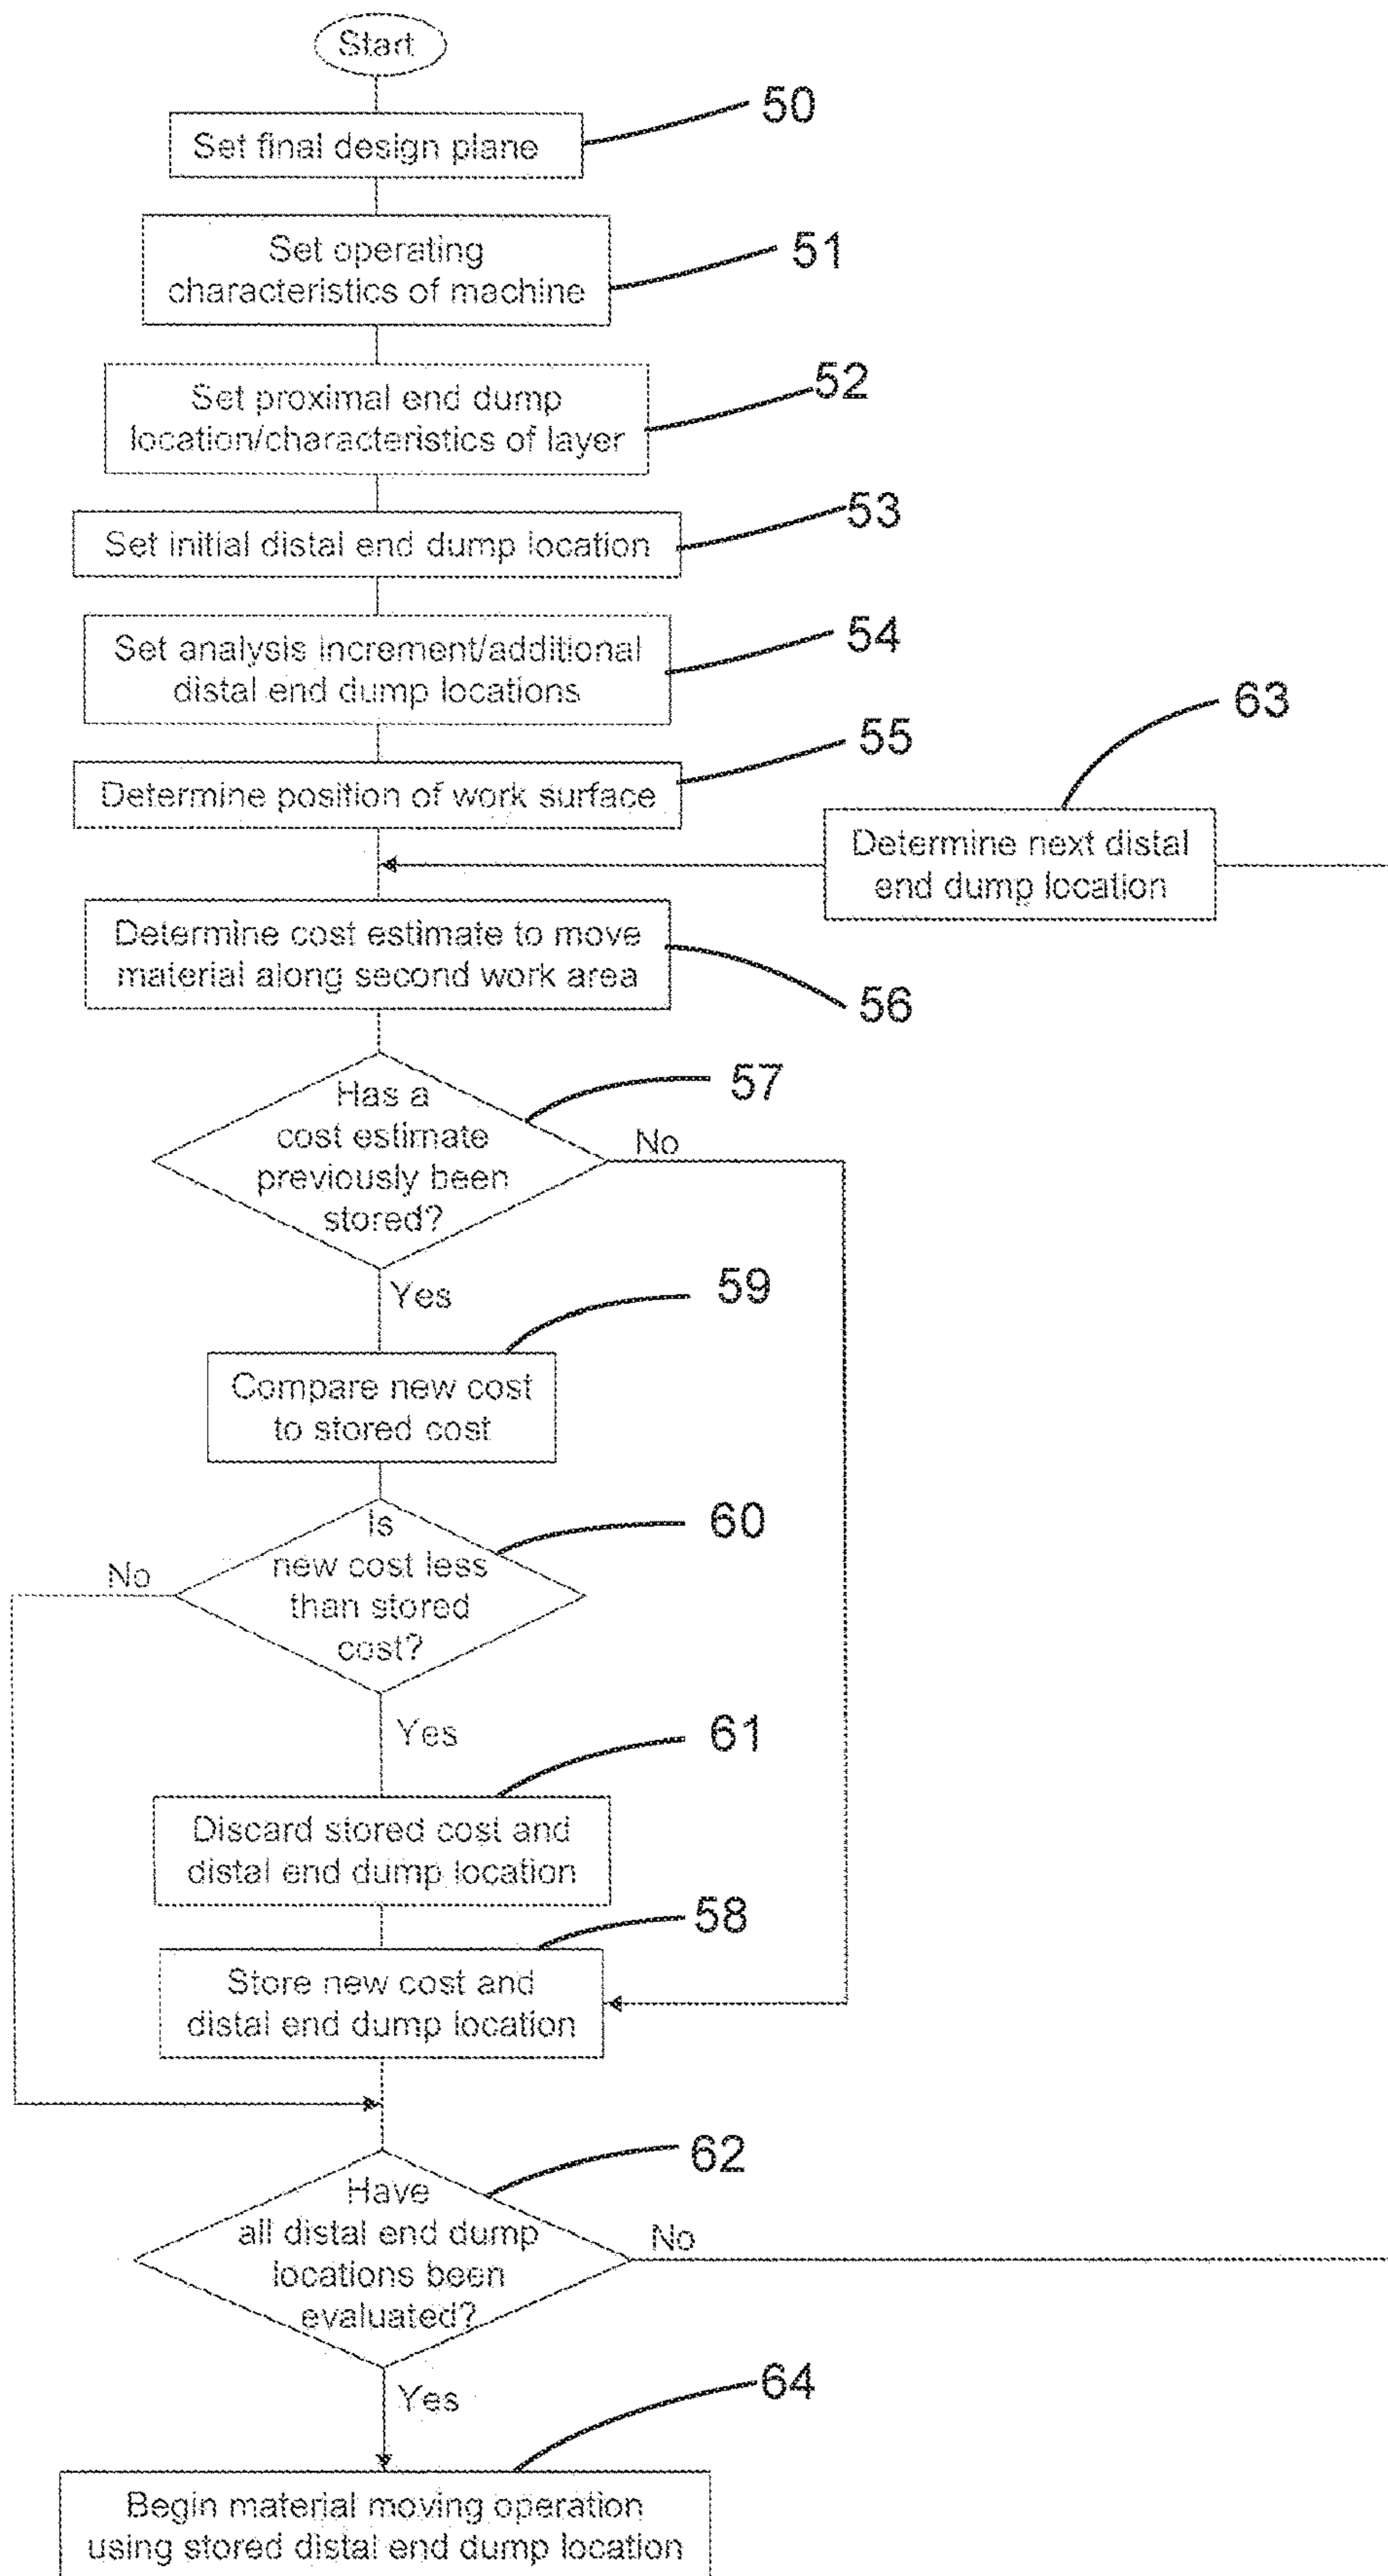 Start
50
Set final design plane
51
Set operating
characteristics of machine
52
Set proximal end dump
location/characteristics of layer
53
Set initial distal end dump location
54
Set analysis increment/additional
distal end dump locations
55
Determine position of work surface
63
Determine next distal
end dump location
Determine cost estimate to move
material along second work area
56
57
Has a
cost estimate
previously been
stored?
No
Yes
59
Compare new cost
to stored cost
60
Is
new cost less
than stored
cost?
No
Yes
61
Discard stored cost and
distal end dump location
58
Store new cost and
distal end dump location
62
Have
all distal end dump
locations been
evaluated?
No
Yes
64
Begin material moving operation
using stored distal end dump location